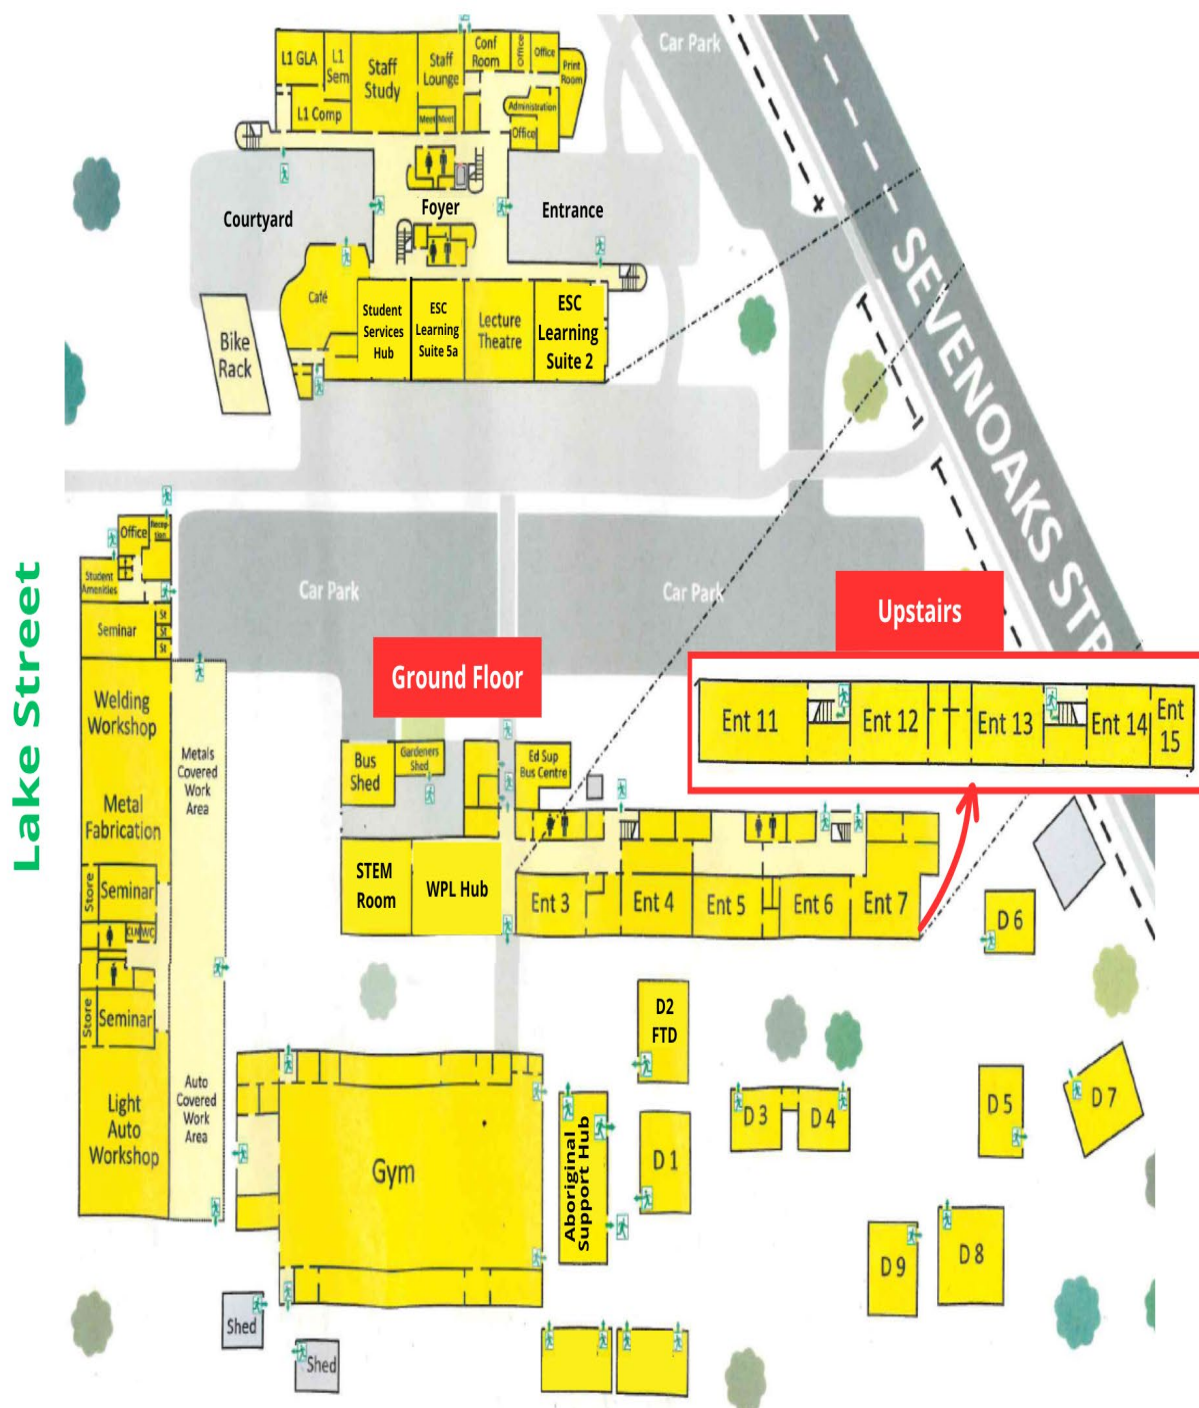 Car Park
L1 GLA
L1
Sem
Staff
Study
Staff
Lounge
Conf
Room
Office
Office
Print
Room
L1 Comp
Meet
Meet
Administration
Office
Courtyard
Foyer
Entrance
Café
Student
Services
Hub
ESC
Learning
Suite 5a
Lecture
Theatre
ESC
Learning
Suite 2
Bike
Rack
SEVENOAKS STR
Lake Street
Office
Recep-
tion
Student
Amenities
Seminar
St
St
St
Car Park
Car Park
Upstairs
Ground Floor
Ent 11
Ent 12
Ent 13
Ent 14
Ent
15
Welding
Workshop
Metals
Covered
Work
Area
Metal
Fabrication
Store
Seminar
CLN
WC
Store
Seminar
Light
Auto
Workshop
Auto
Covered
Work
Area
Bus
Shed
Gardeners
Shed
Ed Sup
Bus Centre
STEM
Room
WPL Hub
Ent 3
Ent 4
Ent 5
Ent 6
Ent 7
D 6
D2
FTD
D 3
D 4
D 5
D 7
D 1
Aboriginal
Support Hub
Gym
D 9
D 8
Shed
Shed